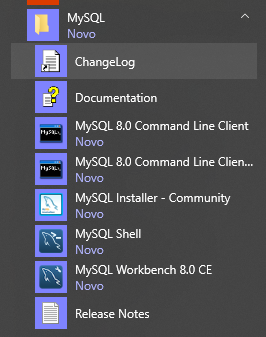 MySQL
Novo
ChangeLog
Documentation
MySQL 8.0 Command Line Client
Novo
MySQL 8.0 Command Line Clien...
Novo
MySQL Installer - Community
Novo
MySQL Shell
Novo
MySQL Workbench 8.0 CE
Novo
Release Notes